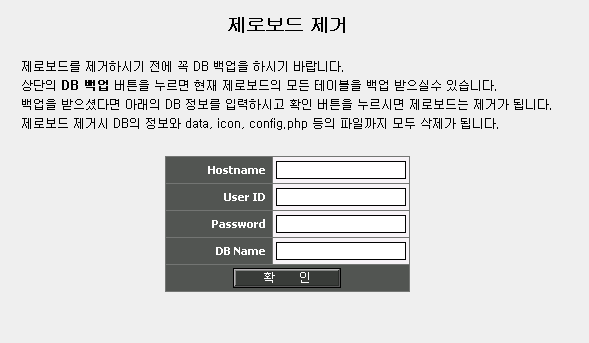 제로보드 제거
제로보드를 제거하시기 전에 꼭 DB 백업을 하시기 바랍니다.
상단의 DB 백업 버튼을 누르면 현재 제로보드의 모든 테이블을 백업 받으실수 있습니다.
백업을 받으셨다면 아래의 DB 정보를 입력하시고 확인 버튼을 누르시면 제로보드는 제거가 됩니다.
제로보드 제거시 DB의 정보와 data, icon, config.php 등의 파일까지 모두 삭제가 됩니다.
Hostname
User ID
Password
DB Name
확 인